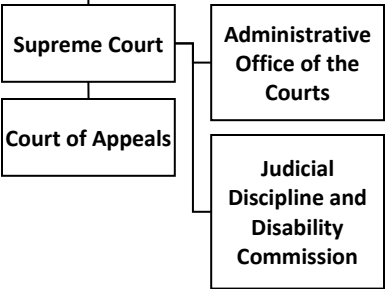 Supreme Court
Administrative
Office of the
Courts
Court of Appeals
Judicial
Discipline and
Disability
Commission